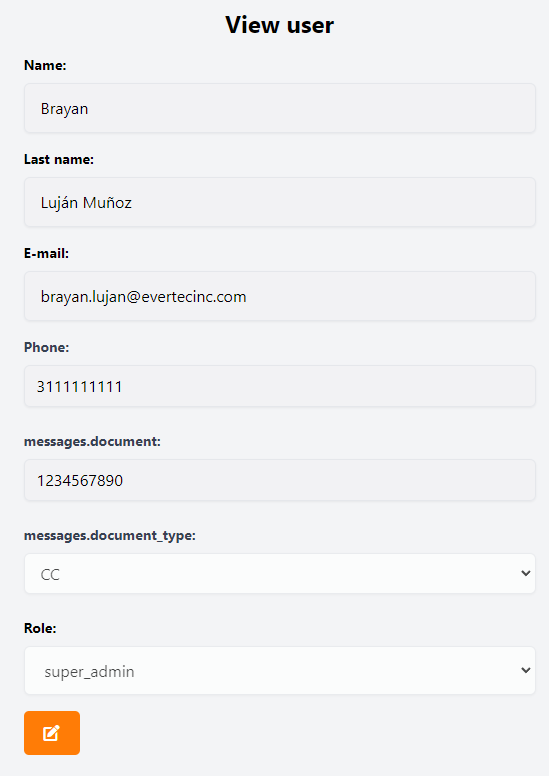 View user
Name:
Brayan
Last name:
Luján Muñoz
E-mail:
brayan.lujan@evertecinc.com
Phone:
3111111111
messages.document:
1234567890
messages.document_type:
CC
Role:
super_admin